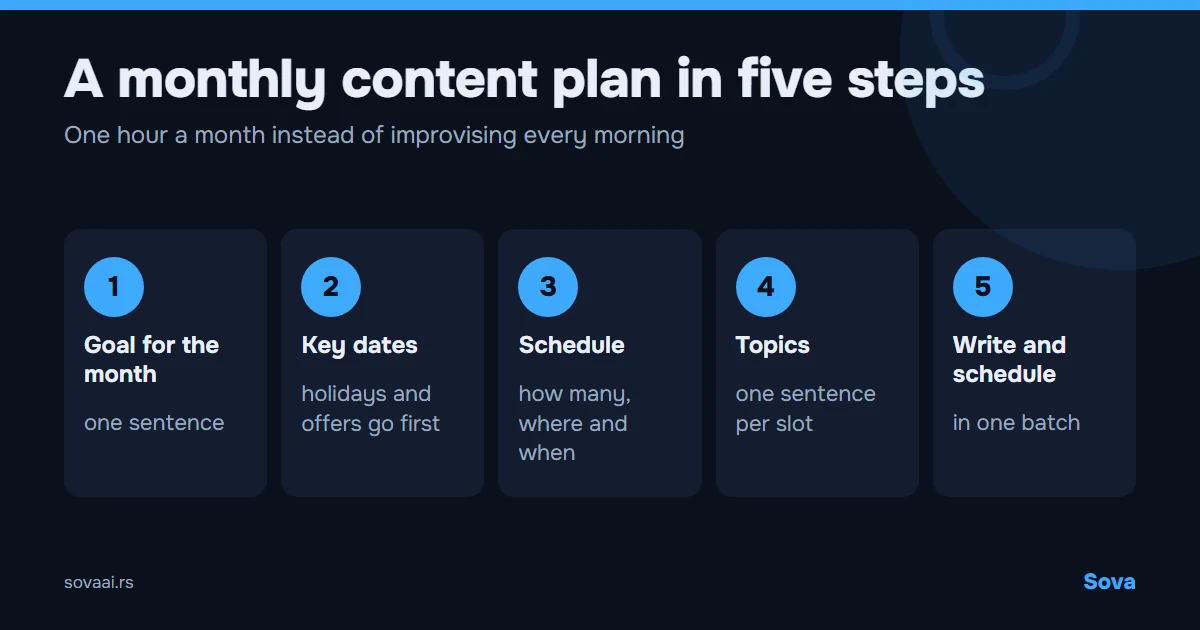 A monthly content plan in five steps
One hour a month instead of improvising every morning
1
Goal for the
month
one sentence
2
Key dates
holidays and
offers go first
3
Schedule
how many,
where and
when
4
Topics
one sentence
per slot
5
Write and
schedule
in one batch
sovaai.rs
Sova